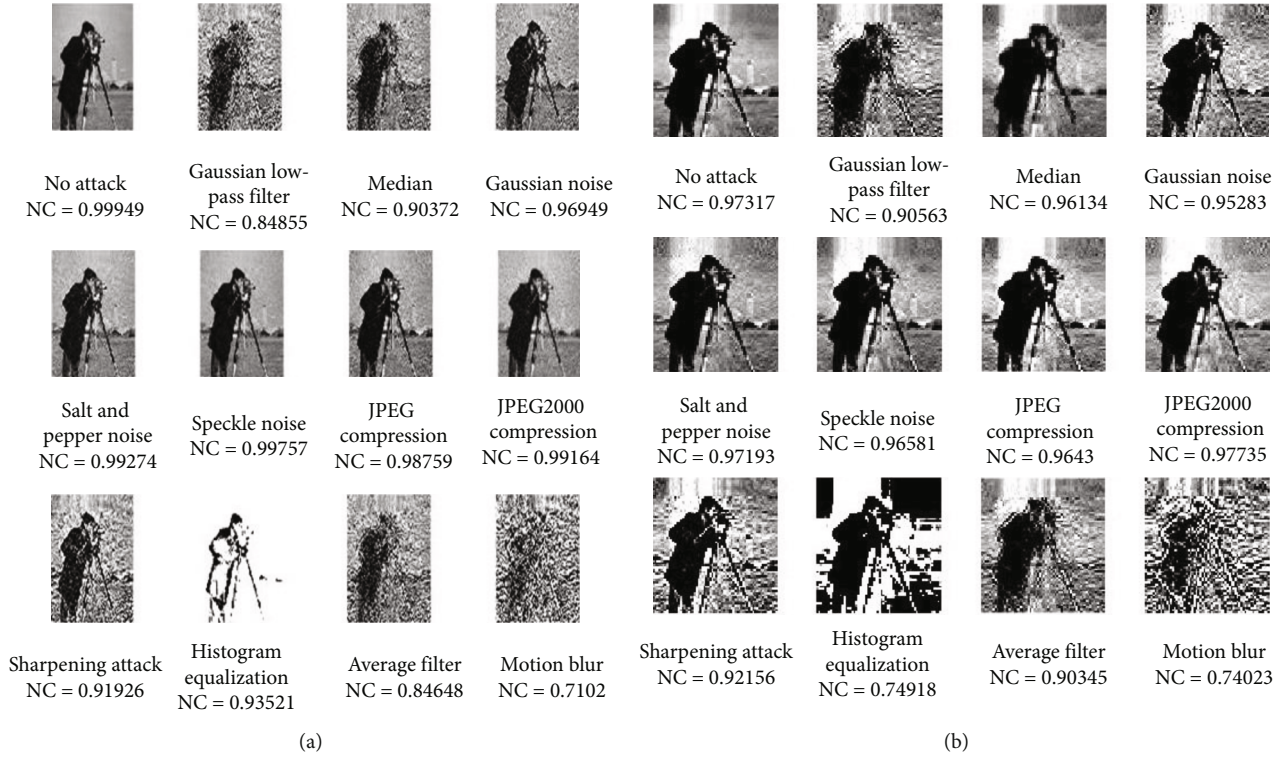 No attack
NC = 0.99949
Gaussian low-
pass filter
NC = 0.84855
Median
NC = 0.90372
Gaussian noise
NC = 0.96949
Salt and
pepper noise
NC = 0.99274
Speckle noise
NC = 0.99757
JPEG
compression
NC = 0.98759
JPEG2000
compression
NC = 0.99164
Sharpening attack
NC = 0.91926
Histogram
equalization
NC = 0.93521
Average filter
NC = 0.84648
Motion blur
NC = 0.7102
(a)
No attack
NC = 0.97317
Gaussian low-
pass filter
NC = 0.90563
Median
NC = 0.96134
Gaussian noise
NC = 0.95283
Salt and
pepper noise
NC = 0.97193
Speckle noise
NC = 0.96581
JPEG
compression
NC = 0.9643
JPEG2000
compression
NC = 0.97735
Sharpening attack
NC = 0.92156
Histogram
equalization
NC = 0.74918
Average filter
NC = 0.90345
Motion blur
NC = 0.74023
(b)